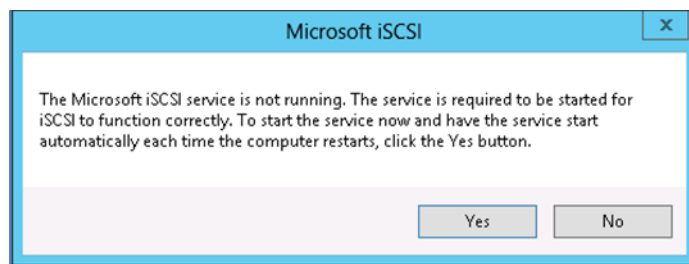 Microsoft iSCSI
x
The Microsoft iSCSI service is not running. The service is required to be started for
iSCSI to function correctly. To start the service now and have the service start
automatically each time the computer restarts, click the Yes button.
Yes
No